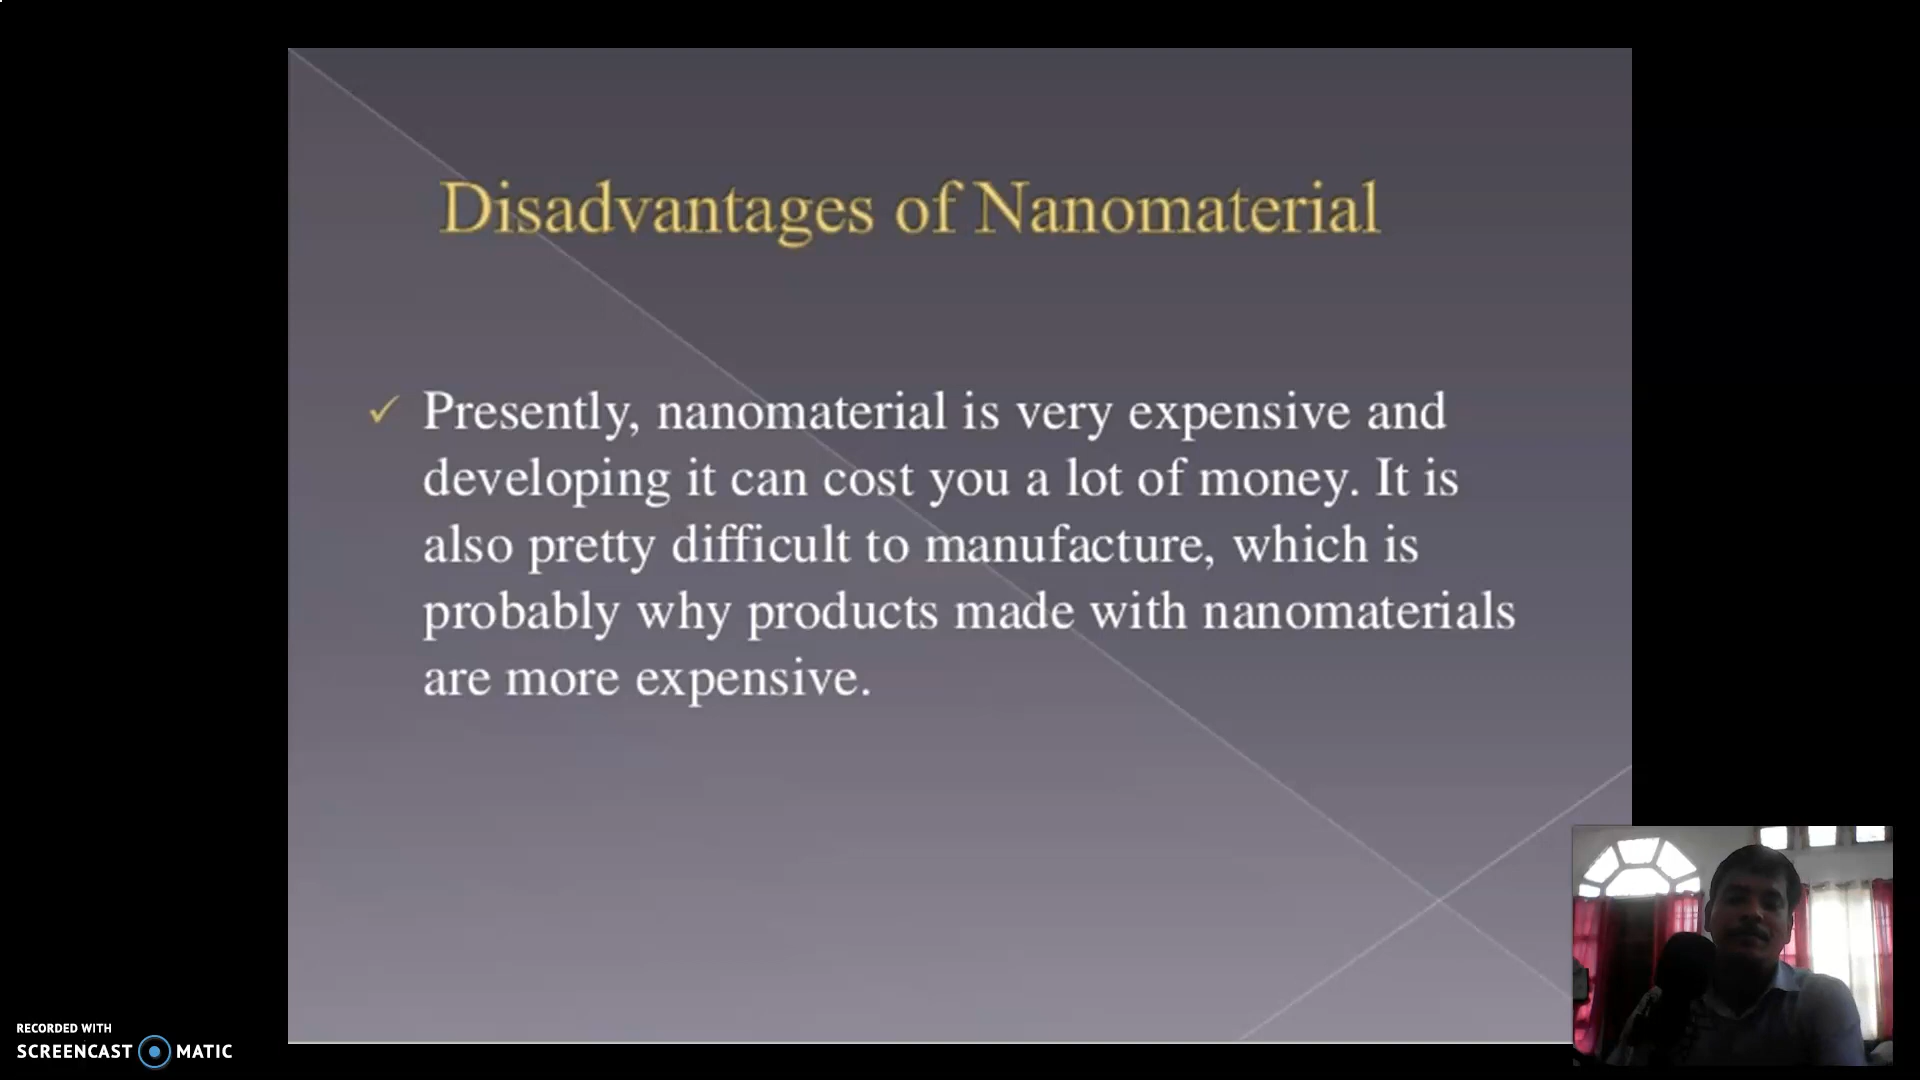 Disadvantages of Nanomaterial
✓ Presently, nanomaterial is very expensive and
developing it can cost you a lot of money. It is
also pretty difficult to manufacture, which is
probably why products made with nanomaterials
are more expensive.
RECORDED WITH
SCREENCAST MATIC